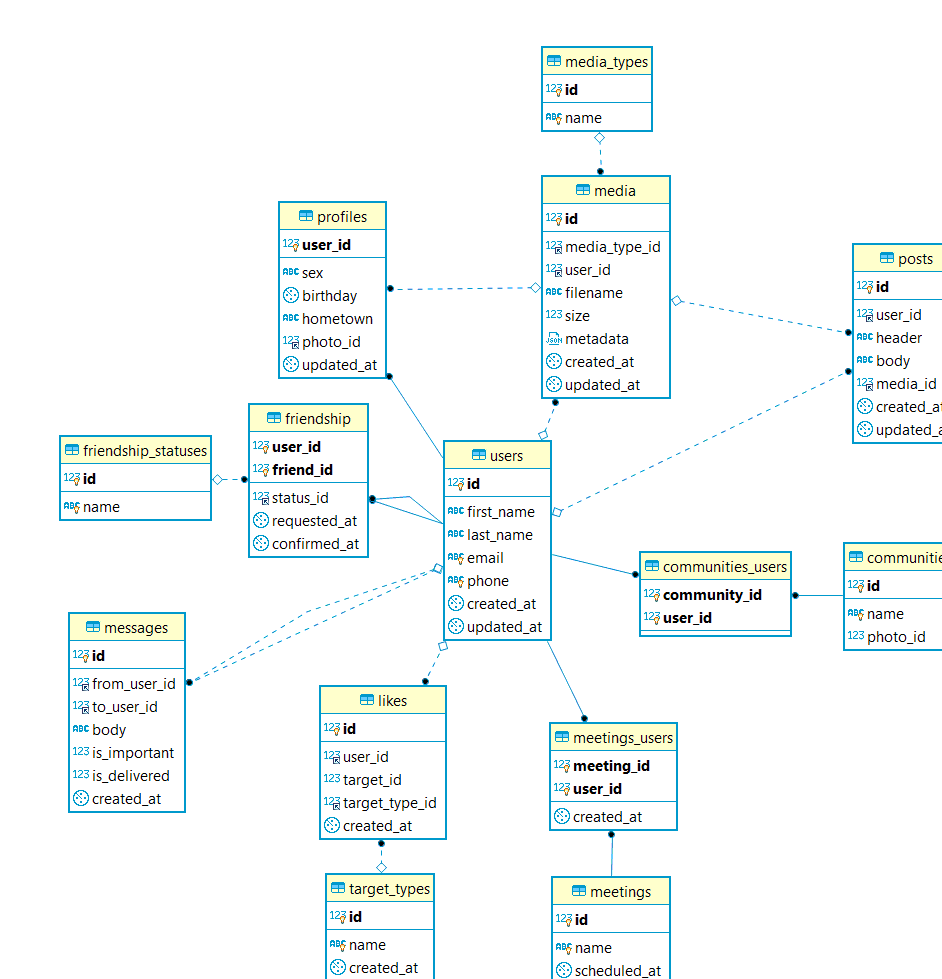 media_types
id
name
media
id
media_type_id
user_id
filename
size
metadata
created_at
updated_at
profiles
user_id
sex
birthday
hometown
photo_id
updated_at
posts
id
user_id
header
body
media_id
created_at
updated_a
friendship
user_id
friend_id
status_id
requested_at
confirmed_at
friendship_statuses
id
name
users
id
first_name
last_name
email
phone
created_at
updated_at
communities_users
community_id
user_id
communitie
id
name
photo_id
messages
id
from_user_id
to_user_id
body
is_important
is_delivered
created_at
likes
id
user_id
target_id
target_type_id
created_at
meetings_users
meeting_id
user_id
created_at
target_types
id
name
created_at
meetings
id
name
scheduled_at